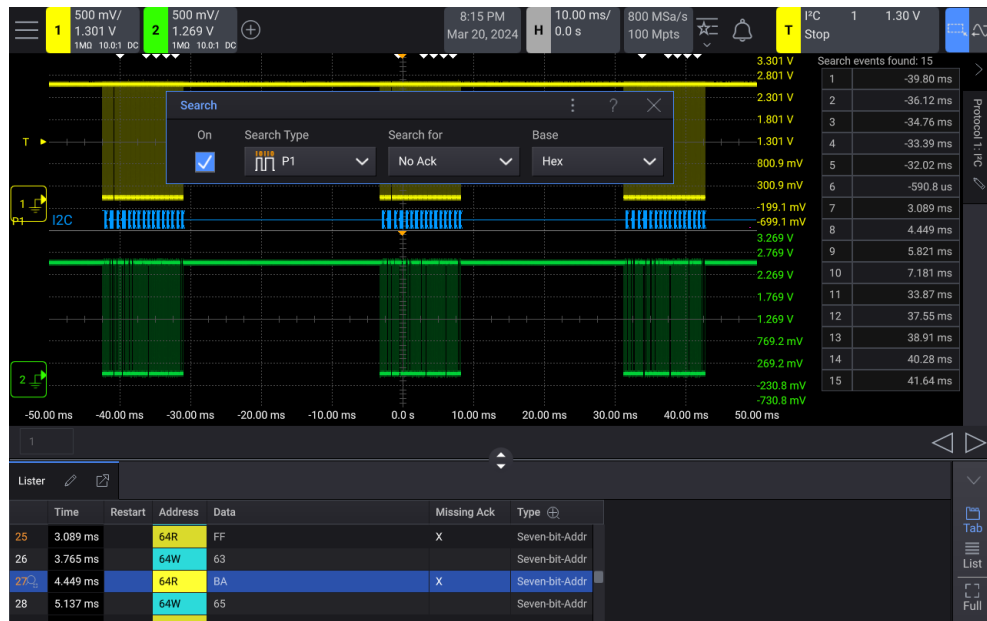 1 500 mV/ 1.301 V 1MΩ 10.0:1 DC
2 500 mV/ 1.269 V 1MΩ 10.0:1 DC
8:15 PM
Mar 20, 2024
H 10.00 ms/ 0.0 s
800 MSa/s
100 Mpts
T I²C 1 1.30 V
Stop
3.301 V
2.801 V
2.301 V
1.801 V
1.301 V
800.9 mV
300.9 mV
-199.1 mV
-699.1 mV
3.269 V
2.769 V
2.269 V
1.769 V
1.269 V
769.2 mV
269.2 mV
-230.8 mV
-730.8 mV
T
1
P1 I2C
2
Search ?
On Search Type Search for Base
P1 No Ack Hex
Search events found: 15
1 -39.80 ms
2 -36.12 ms
3 -34.76 ms
4 -33.39 ms
5 -32.02 ms
6 -590.8 us
7 3.089 ms
8 4.449 ms
9 5.821 ms
10 7.181 ms
11 33.87 ms
12 37.55 ms
13 38.91 ms
14 40.28 ms
15 41.64 ms
Protocol 1: I²C
-50.00 ms -40.00 ms -30.00 ms -20.00 ms -10.00 ms 0.0 s 10.00 ms 20.00 ms 30.00 ms 40.00 ms 50.00 ms
1
Lister
Time Restart Address Data Missing Ack Type
25 3.089 ms 64R FF X Seven-bit-Addr
26 3.765 ms 64W 63 Seven-bit-Addr
27 4.449 ms 64R BA X Seven-bit-Addr
28 5.137 ms 64W 65 Seven-bit-Addr
Tab
List
Full